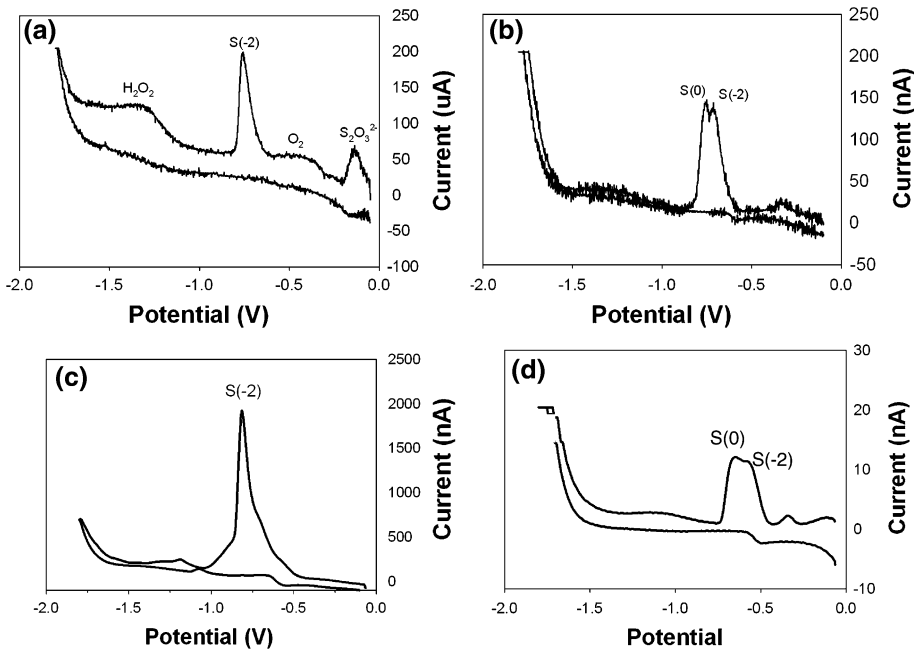 (a)
H₂O₂
S(-2)
O₂
S₂O₃²⁻
250
200
150
100
50
0
-50
-100
Current (uA)
-2.0 -1.5 -1.0 -0.5 0.0
Potential (V)
(b)
S(0) S(-2)
250
200
150
100
50
0
-50
Current (nA)
-2.0 -1.5 -1.0 -0.5 0.0
Potential (V)
(c)
S(-2)
2500
2000
1500
1000
500
0
Current (nA)
-2.0 -1.5 -1.0 -0.5 0.0
Potential (V)
(d)
S(0)
S(-2)
30
20
10
0
-10
Current (nA)
-2.0 -1.5 -1.0 -0.5 0.0
Potential